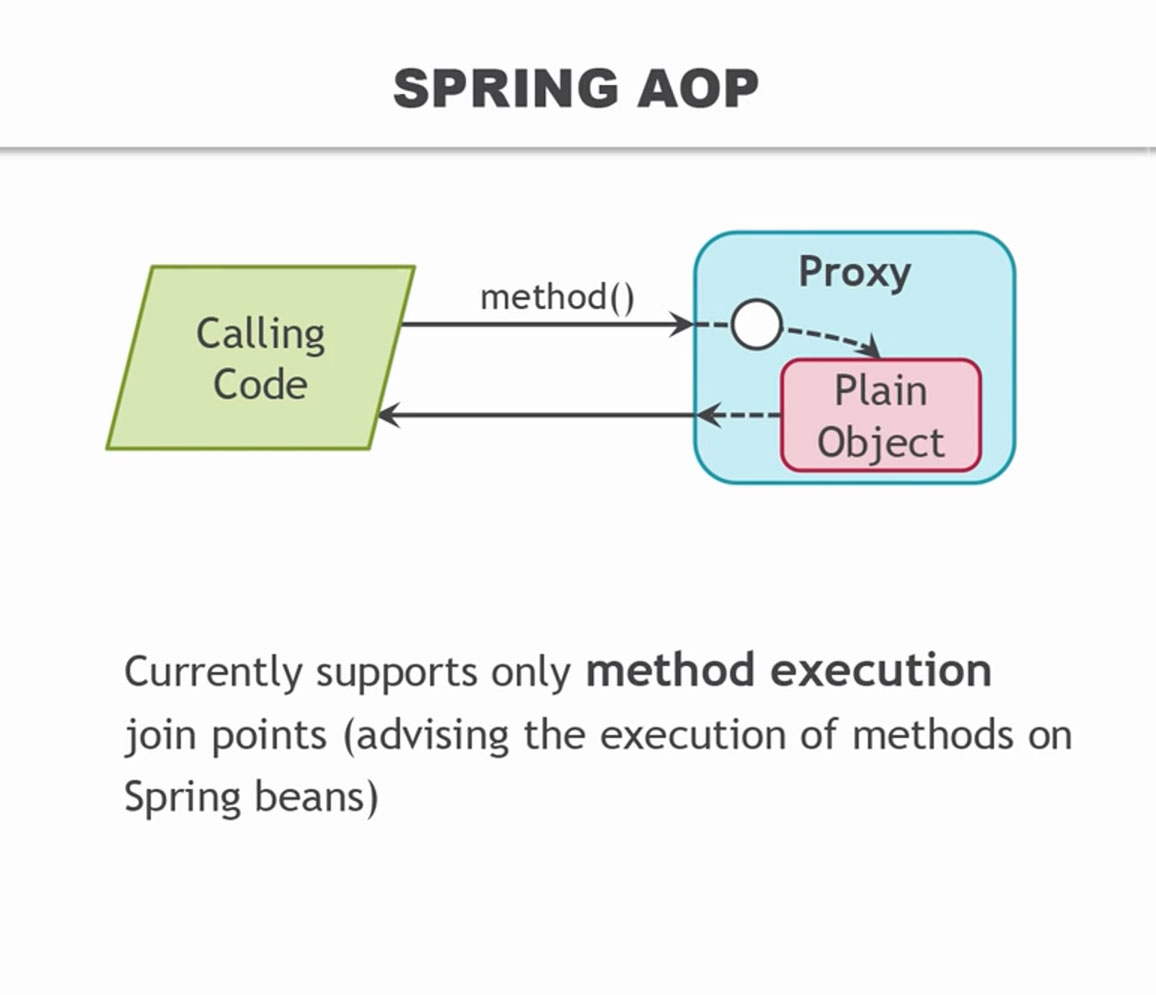 SPRING AOP
method()
Proxy
Calling
Code
Plain
Object
Currently supports only method execution
join points (advising the execution of methods on
Spring beans)